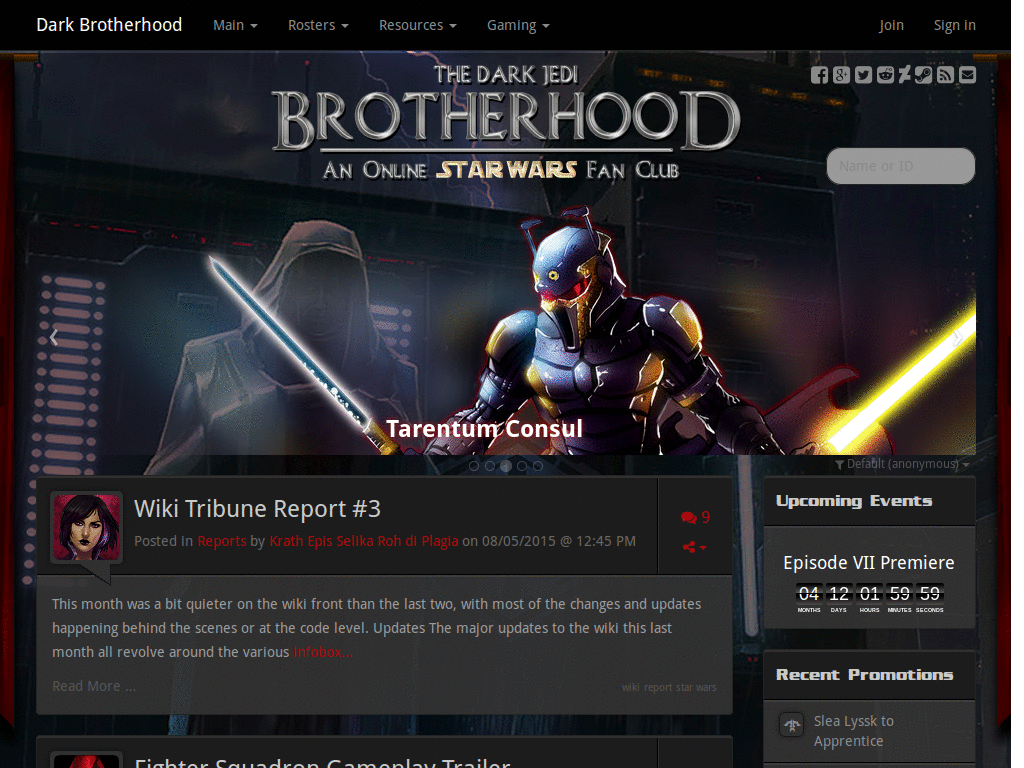 Dark Brotherhood Main Rosters Resources Gaming Join Sign in
THE DARK JEDI
BROTHERHOOD
AN ONLINE STAR WARS FAN CLUB
Name or ID
Tarentum Consul
Default (anonymous)
Wiki Tribune Report #3
9
Posted in Reports by Krath Epis Selika Roh di Plagia on 08/05/2015 @ 12:45 PM
This month was a bit quieter on the wiki front than the last two, with most of the changes and updates
happening behind the scenes or at the code level. Updates The major updates to the wiki this last
month all revolve around the various Infobox...
Read More ...
wiki report star wars
Upcoming Events
Episode VII Premiere
04 12 01 59 59
MONTHS DAYS HOURS MINUTES SECONDS
Recent Promotions
Slea Lyssk to
Apprentice
Fighter Squadron Gameplay Trailer